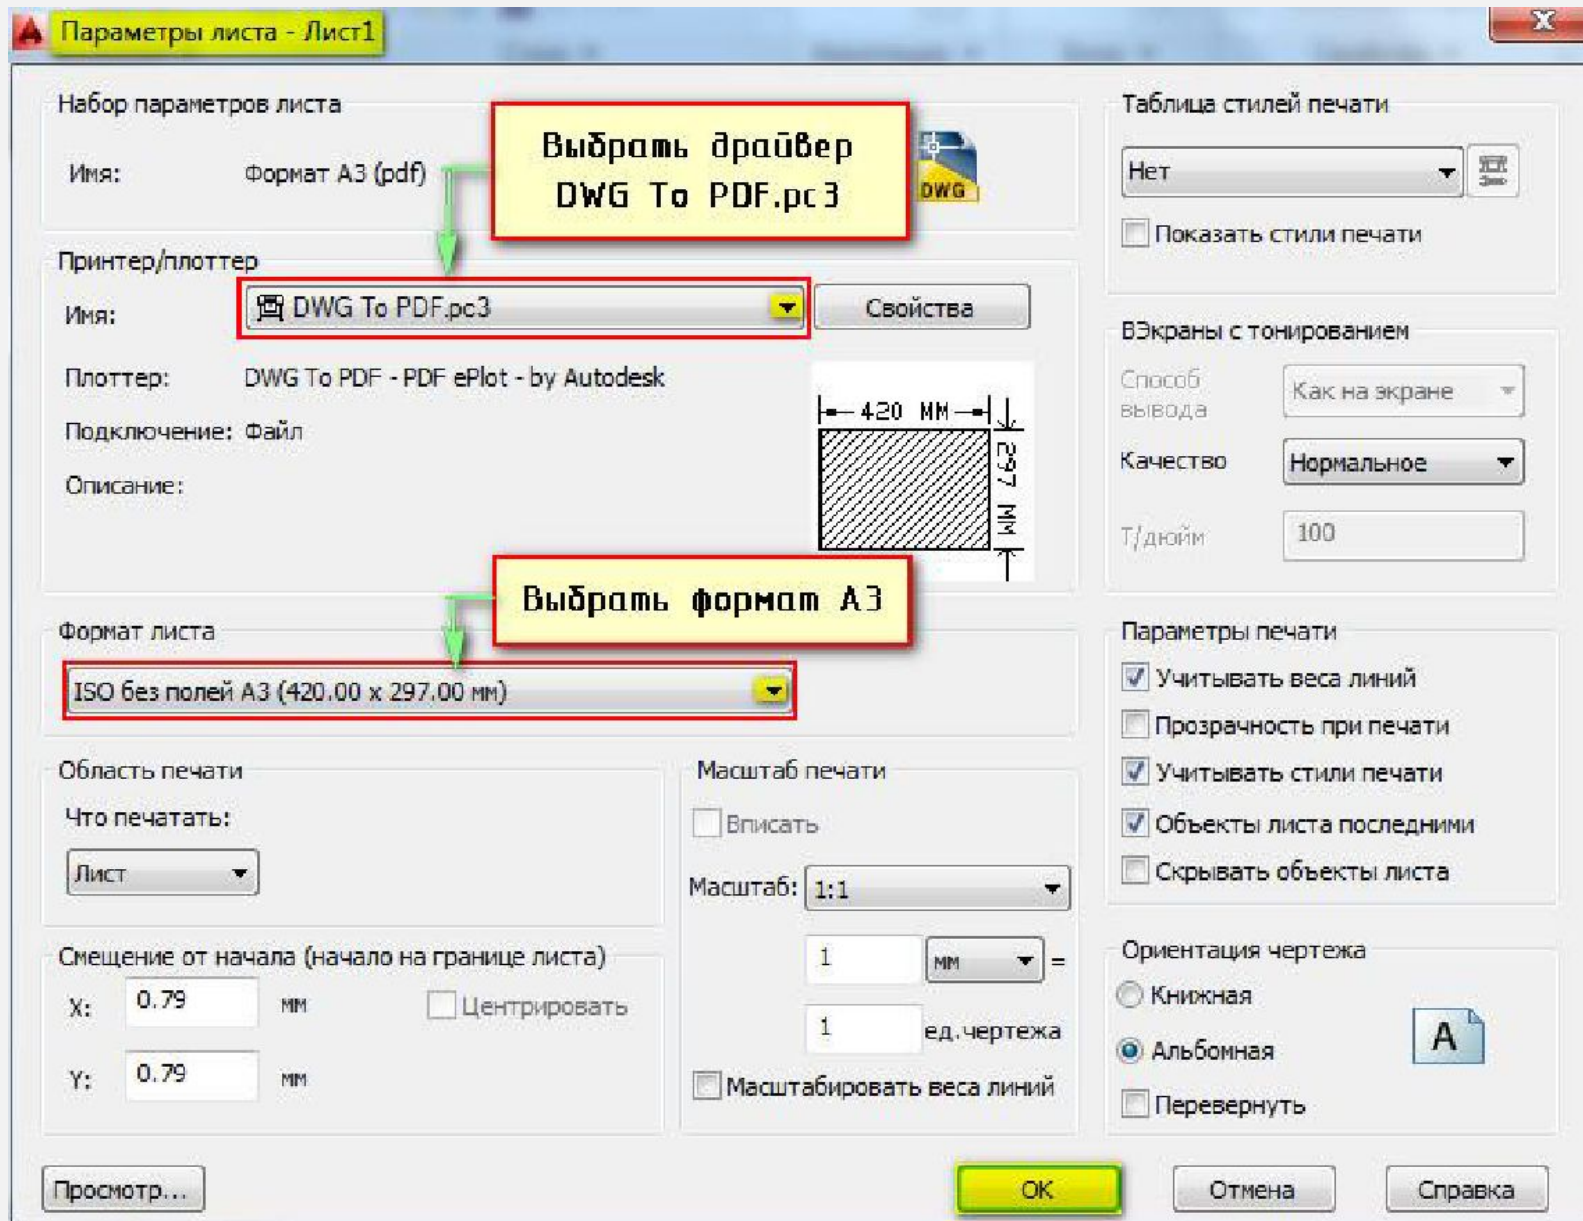 Параметры листа - Лист1
Набор параметров листа
Имя: Формат А3 (pdf)
Выбрать драйвер
DWG To PDF.pc3
DWG
Принтер/плоттер
Имя: DWG To PDF.pc3 Свойства
Плоттер: DWG To PDF - PDF ePlot - by Autodesk
Подключение: Файл
Описание:
420 MM
297 MM
Выбрать формат А3
Формат листа
ISO без полей А3 (420.00 x 297.00 мм)
Область печати
Что печатать:
Лист
Смещение от начала (начало на границе листа)
X: 0.79 мм Центрировать
Y: 0.79 мм
Масштаб печати
Вписать
Масштаб: 1:1
1 мм =
1 ед.чертежа
Масштабировать веса линий
Таблица стилей печати
Нет
Показать стили печати
ВЭкраны с тонированием
Способ
вывода Как на экране
Качество Нормальное
Т/дюйм 100
Параметры печати
Учитывать веса линий
Прозрачность при печати
Учитывать стили печати
Объекты листа последними
Скрывать объекты листа
Ориентация чертежа
Книжная
Альбомная
A
Перевернуть
Просмотр... ОК Отмена Справка